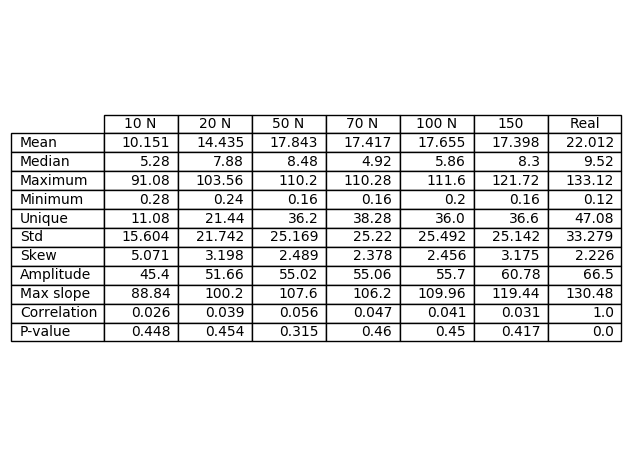 10 N 20 N 50 N 70 N 100 N 150 Real
Mean 10.151 14.435 17.843 17.417 17.655 17.398 22.012
Median 5.28 7.88 8.48 4.92 5.86 8.3 9.52
Maximum 91.08 103.56 110.2 110.28 111.6 121.72 133.12
Minimum 0.28 0.24 0.16 0.16 0.2 0.16 0.12
Unique 11.08 21.44 36.2 38.28 36.0 36.6 47.08
Std 15.604 21.742 25.169 25.22 25.492 25.142 33.279
Skew 5.071 3.198 2.489 2.378 2.456 3.175 2.226
Amplitude 45.4 51.66 55.02 55.06 55.7 60.78 66.5
Max slope 88.84 100.2 107.6 106.2 109.96 119.44 130.48
Correlation 0.026 0.039 0.056 0.047 0.041 0.031 1.0
P-value 0.448 0.454 0.315 0.46 0.45 0.417 0.0